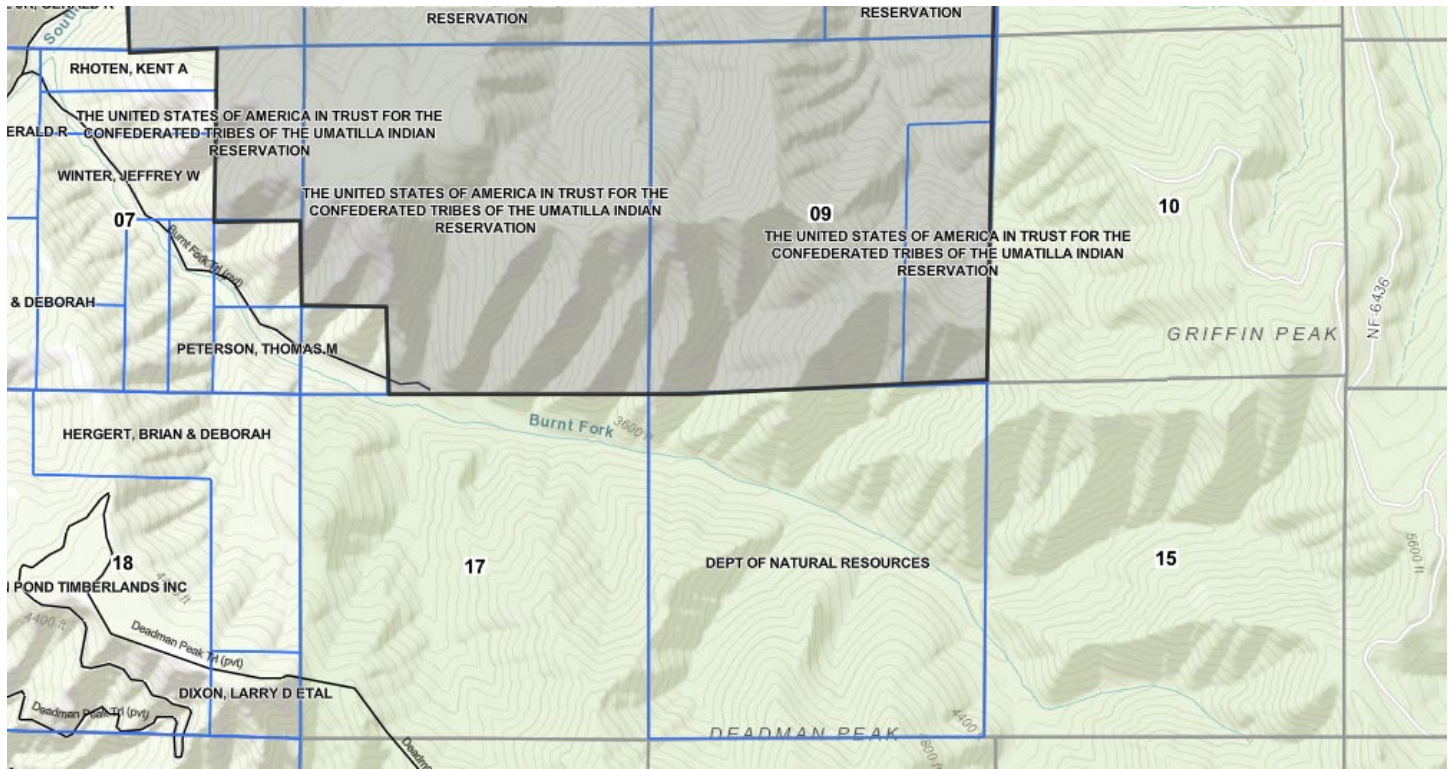 GERALD R
South
RESERVATION
RESERVATION
RHOTEN, KENT A
THE UNITED STATES OF AMERICA IN TRUST FOR THE
CONFEDERATED TRIBES OF THE UMATILLA INDIAN
RESERVATION
ERALD R
WINTER, JEFFREY W
THE UNITED STATES OF AMERICA IN TRUST FOR THE
CONFEDERATED TRIBES OF THE UMATILLA INDIAN
RESERVATION
07
09
10
THE UNITED STATES OF AMERICA IN TRUST FOR THE
CONFEDERATED TRIBES OF THE UMATILLA INDIAN
RESERVATION
Burnt Fork Trl (pvt)
& DEBORAH
NF-6436
GRIFFIN PEAK
PETERSON, THOMAS M
Burnt Fork
3600 ft
HERGERT, BRIAN & DEBORAH
18
17
DEPT OF NATURAL RESOURCES
15
5600 ft
POND TIMBERLANDS INC
4400 ft
Deadman Peak Trl (pvt)
DIXON, LARRY D ETAL
Deadman Peak Trl (pvt)
DEADMAN PEAK
4400
800 ft
Deadm